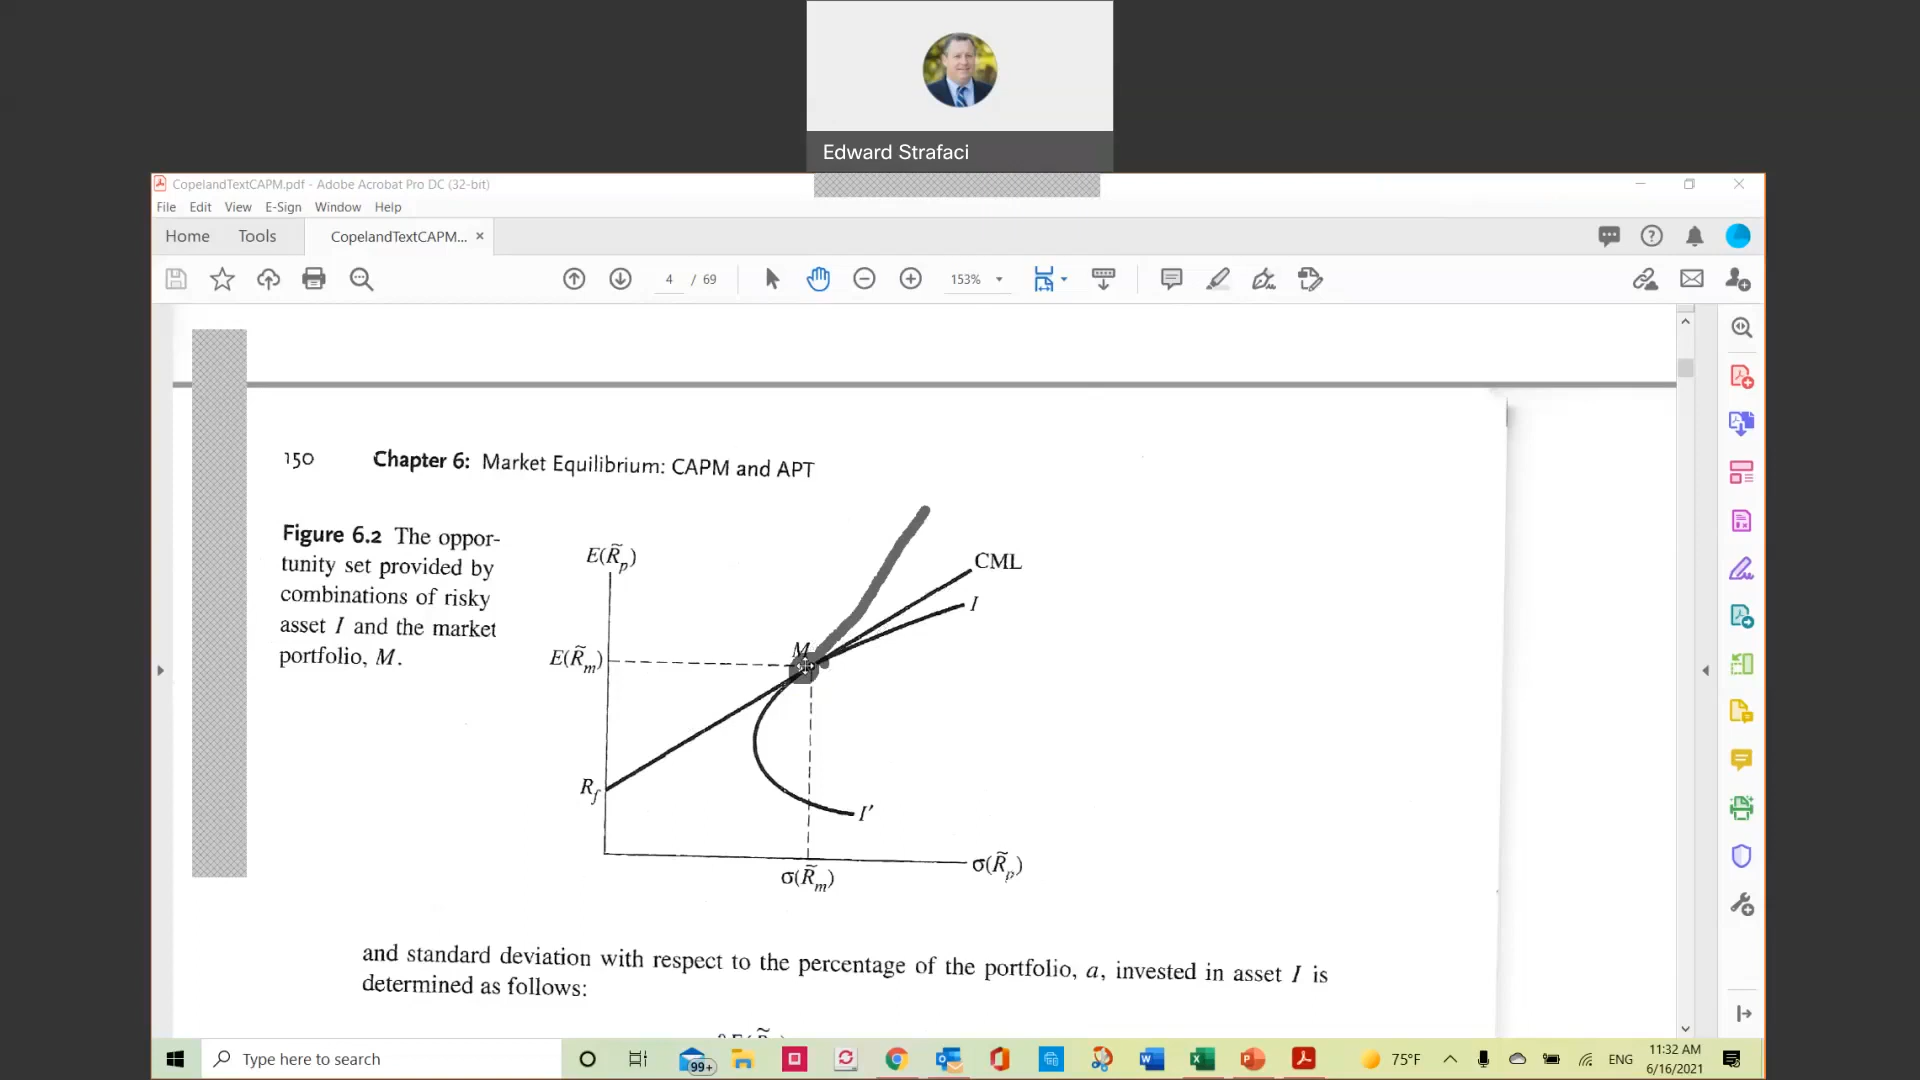 Edward Strafaci
CopelandTextCAPM.pdf - Adobe Acrobat Pro DC (32-bit)
File Edit View E-Sign Window Help
Home Tools CopelandTextCAPM... ×
4 / 69 153%
150 Chapter 6: Market Equilibrium: CAPM and APT
Figure 6.2 The oppor-
tunity set provided by
combinations of risky
asset I and the market
portfolio, M.
E(R̃p)
CML
I
M
E(R̃m)
Rf
I′
σ(R̃m)
σ(R̃p)
and standard deviation with respect to the percentage of the portfolio, a, invested in asset I is
determined as follows:
Type here to search
99+
75°F
ENG
11:32 AM
6/16/2021